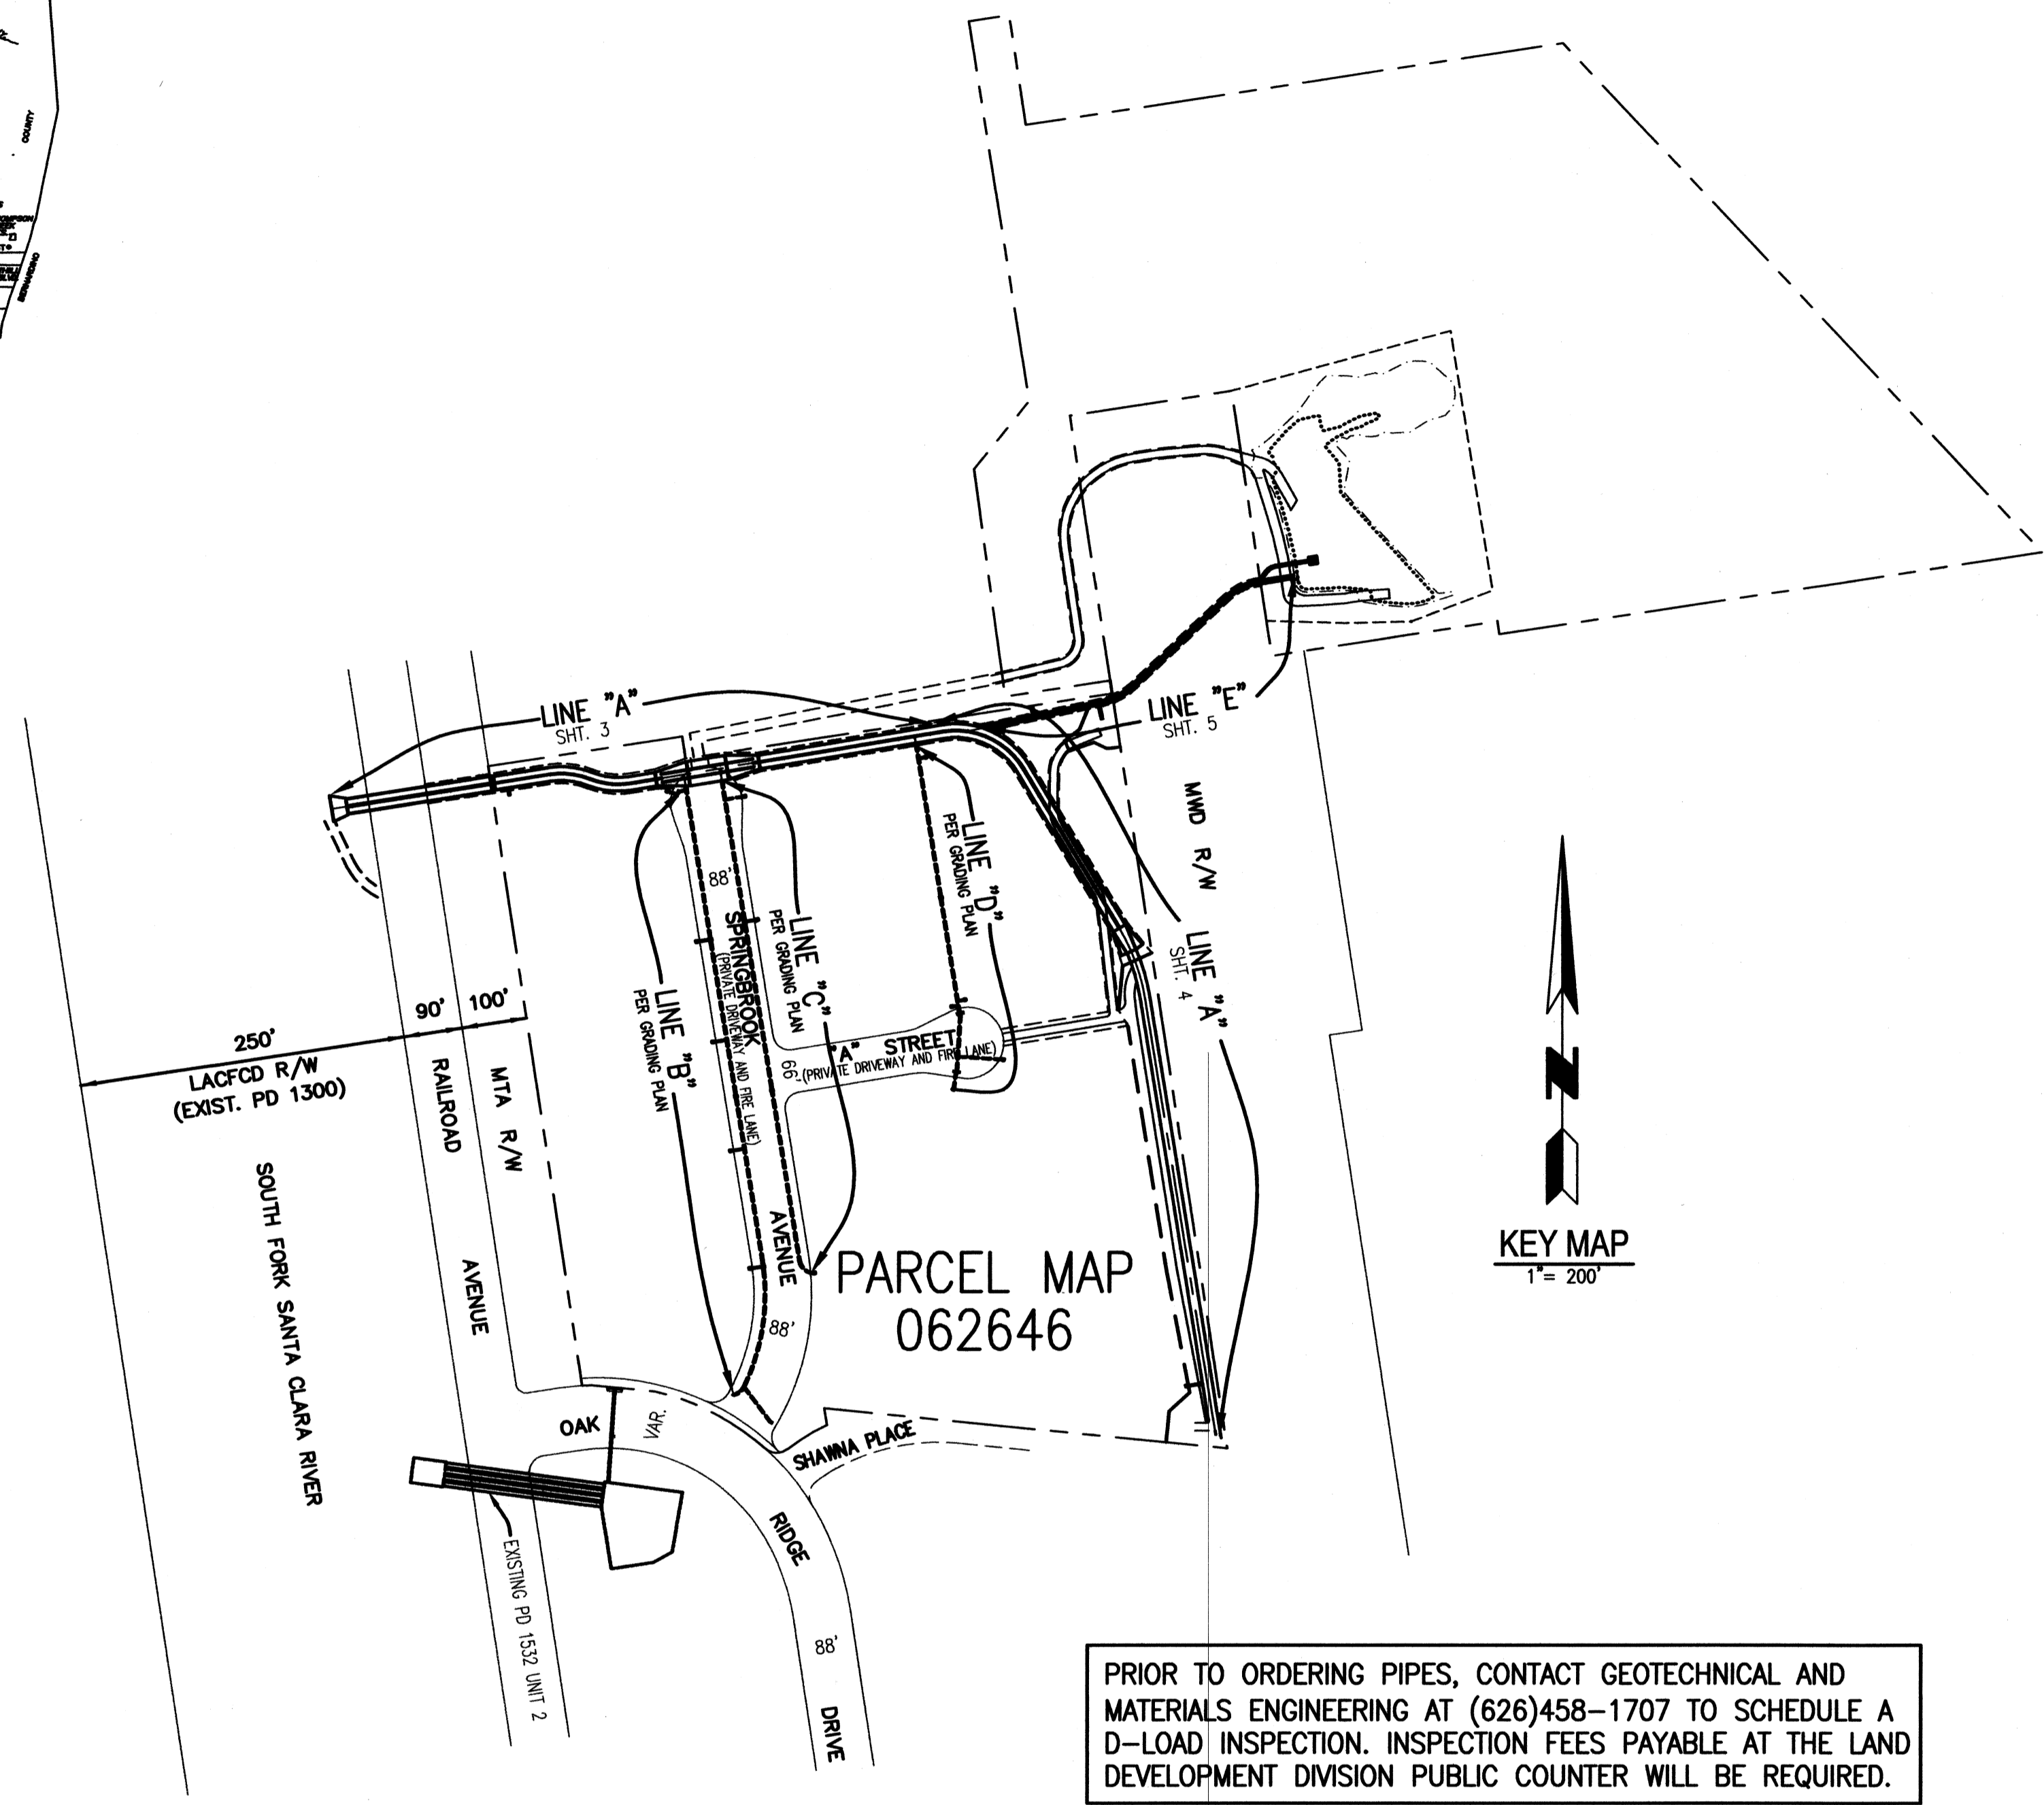 COUNTY
BERNARDINO
LINE "A"
SHT. 3
LINE "E"
SHT. 5
MWD R/W
LINE "D"
PER GRADING PLAN
LINE "C"
PER GRADING PLAN
LINE "B"
PER GRADING PLAN
LINE "A"
SHT. 4
88'
SPRINGBROOK
(PRIVATE DRIVEWAY AND FIRE LANE)
AVENUE
88'
"A" STREET
(PRIVATE DRIVEWAY AND FIRE LANE)
66'
250'
90'
100'
LACFCD R/W
(EXIST. PD 1300)
RAILROAD
AVENUE
MTA R/W
SOUTH FORK SANTA CLARA RIVER
PARCEL MAP
062646
N
KEY MAP
1"= 200'
OAK
VAR.
SHAWNA PLACE
RIDGE
88'
DRIVE
EXISTING PD 1532 UNIT 2
PRIOR TO ORDERING PIPES, CONTACT GEOTECHNICAL AND
MATERIALS ENGINEERING AT (626)458-1707 TO SCHEDULE A
D-LOAD INSPECTION. INSPECTION FEES PAYABLE AT THE LAND
DEVELOPMENT DIVISION PUBLIC COUNTER WILL BE REQUIRED.